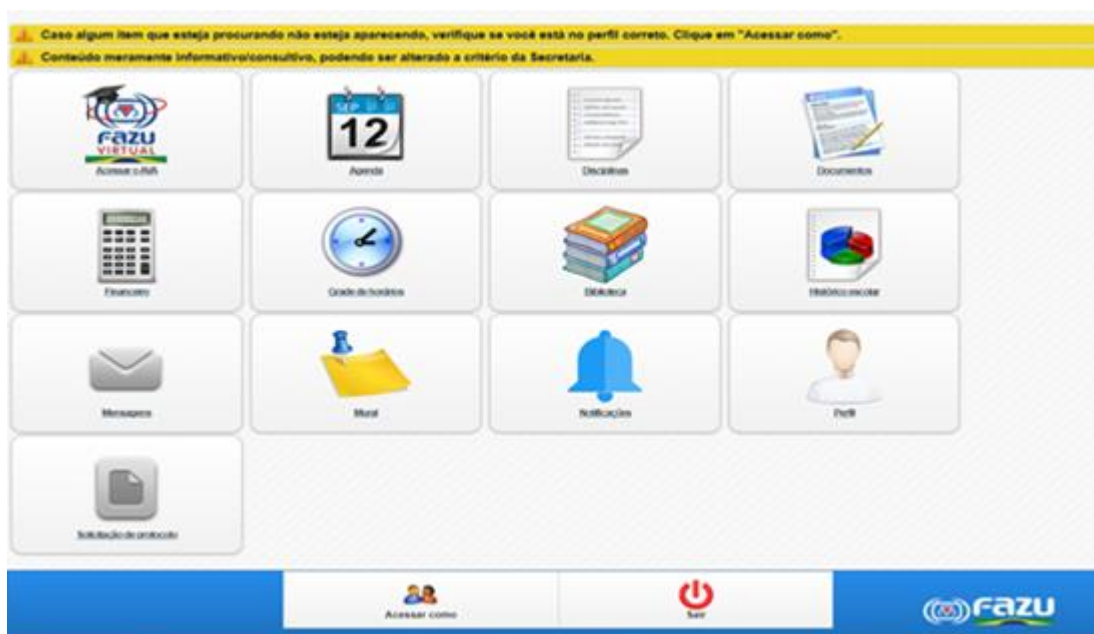 Caso algum item que esteja procurando não esteja aparecendo, verifique se você está no perfil correto. Clique em "Acessar como".
Conteúdo meramente informativo/consultivo, podendo ser alterado a critério da Secretaria.
FAZU
VIRTUAL
SEP
12
Acessar o AVA
Agenda
Disciplinas
Documentos
Financeiro
Grade de horários
Biblioteca
Histórico escolar
Mensagens
Mural
Notificações
Perfil
Solicitação de protocolo
Acessar como
Sair
FAZU